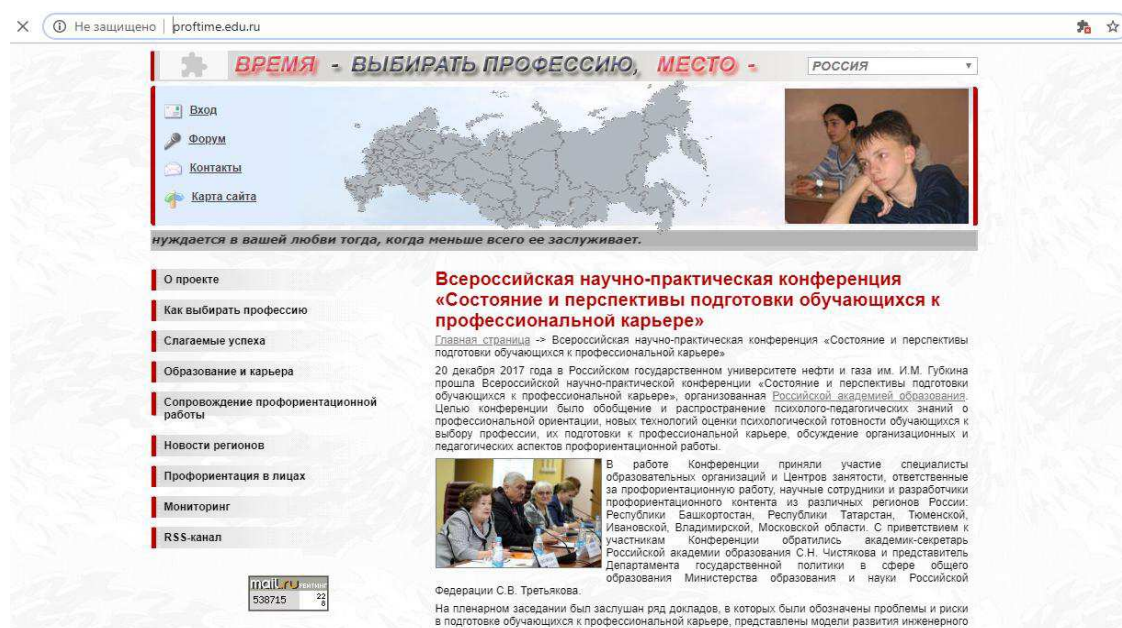 Не защищено | proftime.edu.ru
ВРЕМЯ - ВЫБИРАТЬ ПРОФЕССИЮ, МЕСТО -
РОССИЯ
Вход
Форум
Контакты
Карта сайта
нуждается в вашей любви тогда, когда меньше всего ее заслуживает.
О проекте
Как выбирать профессию
Слагаемые успеха
Образование и карьера
Сопровождение профориентационной
работы
Новости регионов
Профориентация в лицах
Мониторинг
RSS-канал
mail.ru РЕЙТИНГ
538715 22
8
Всероссийская научно-практическая конференция
«Состояние и перспективы подготовки обучающихся к
профессиональной карьере»
Главная страница -> Всероссийская научно-практическая конференция «Состояние и перспективы
подготовки обучающихся к профессиональной карьере»
20 декабря 2017 года в Российском государственном университете нефти и газа им. И.М. Губкина
прошла Всероссийской научно-практической конференции «Состояние и перспективы подготовки
обучающихся к профессиональной карьере», организованная Российской академией образования.
Целью конференции было обобщение и распространение психолого-педагогических знаний о
профессиональной ориентации, новых технологий оценки психологической готовности обучающихся к
выбору профессии, их подготовки к профессиональной карьере, обсуждение организационных и
педагогических аспектов профориентационной работы.
В работе Конференции приняли участие специалисты
образовательных организаций и Центров занятости, ответственные
за профориентационную работу, научные сотрудники и разработчики
профориентационного контента из различных регионов России:
Республики Башкортостан, Республики Татарстан, Тюменской,
Ивановской, Владимирской, Московской области. С приветствием к
участникам Конференции обратились академик-секретарь
Российской академии образования С.Н. Чистякова и представитель
Департамента государственной политики в сфере общего
образования Министерства образования и науки Российской
Федерации С.В. Третьякова.
На пленарном заседании был заслушан ряд докладов, в которых были обозначены проблемы и риски
в подготовке обучающихся к профессиональной карьере, представлены модели развития инженерного